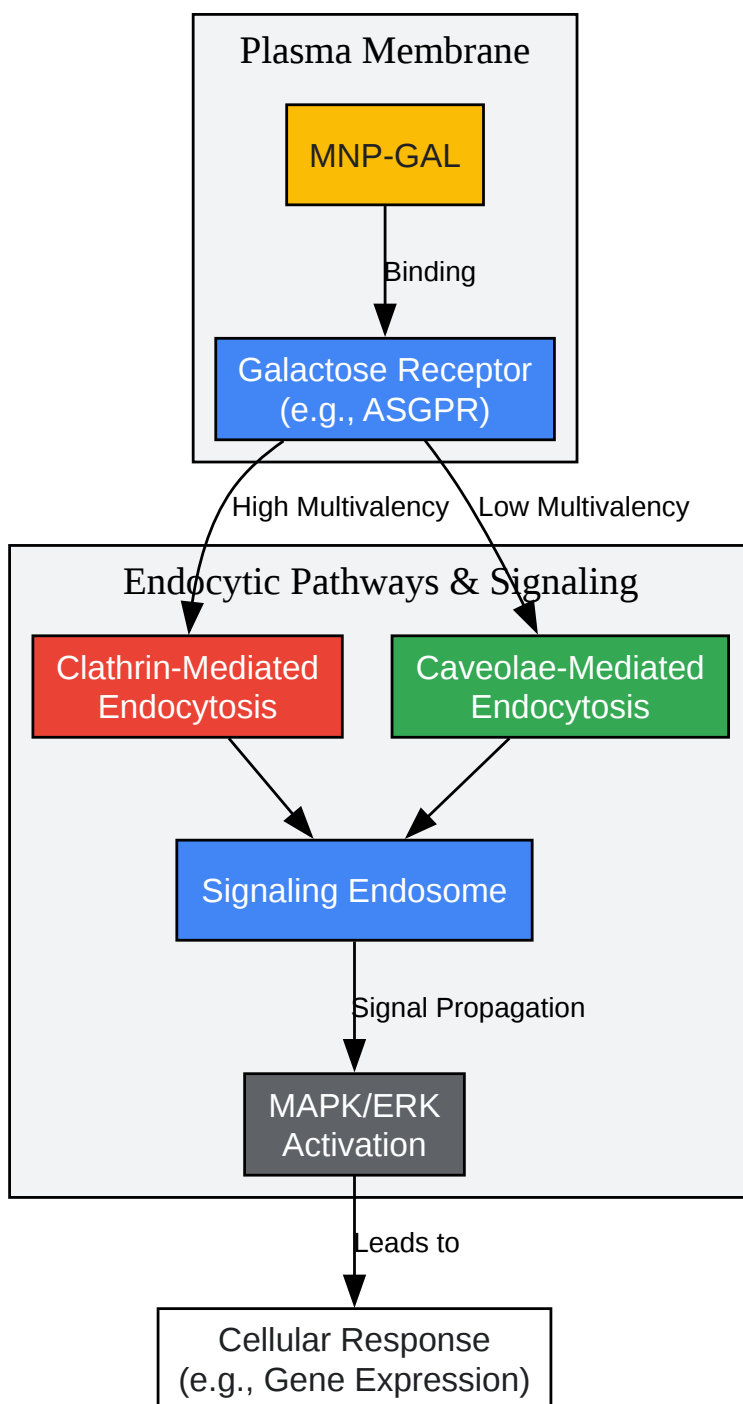 Plasma Membrane
MNP-GAL
Binding
Galactose Receptor
(e.g., ASGPR)
High Multivalency
Low Multivalency
Endocytic Pathways & Signaling
Clathrin-Mediated
Endocytosis
Caveolae-Mediated
Endocytosis
Signaling Endosome
Signal Propagation
MAPK/ERK
Activation
Leads to
Cellular Response
(e.g., Gene Expression)